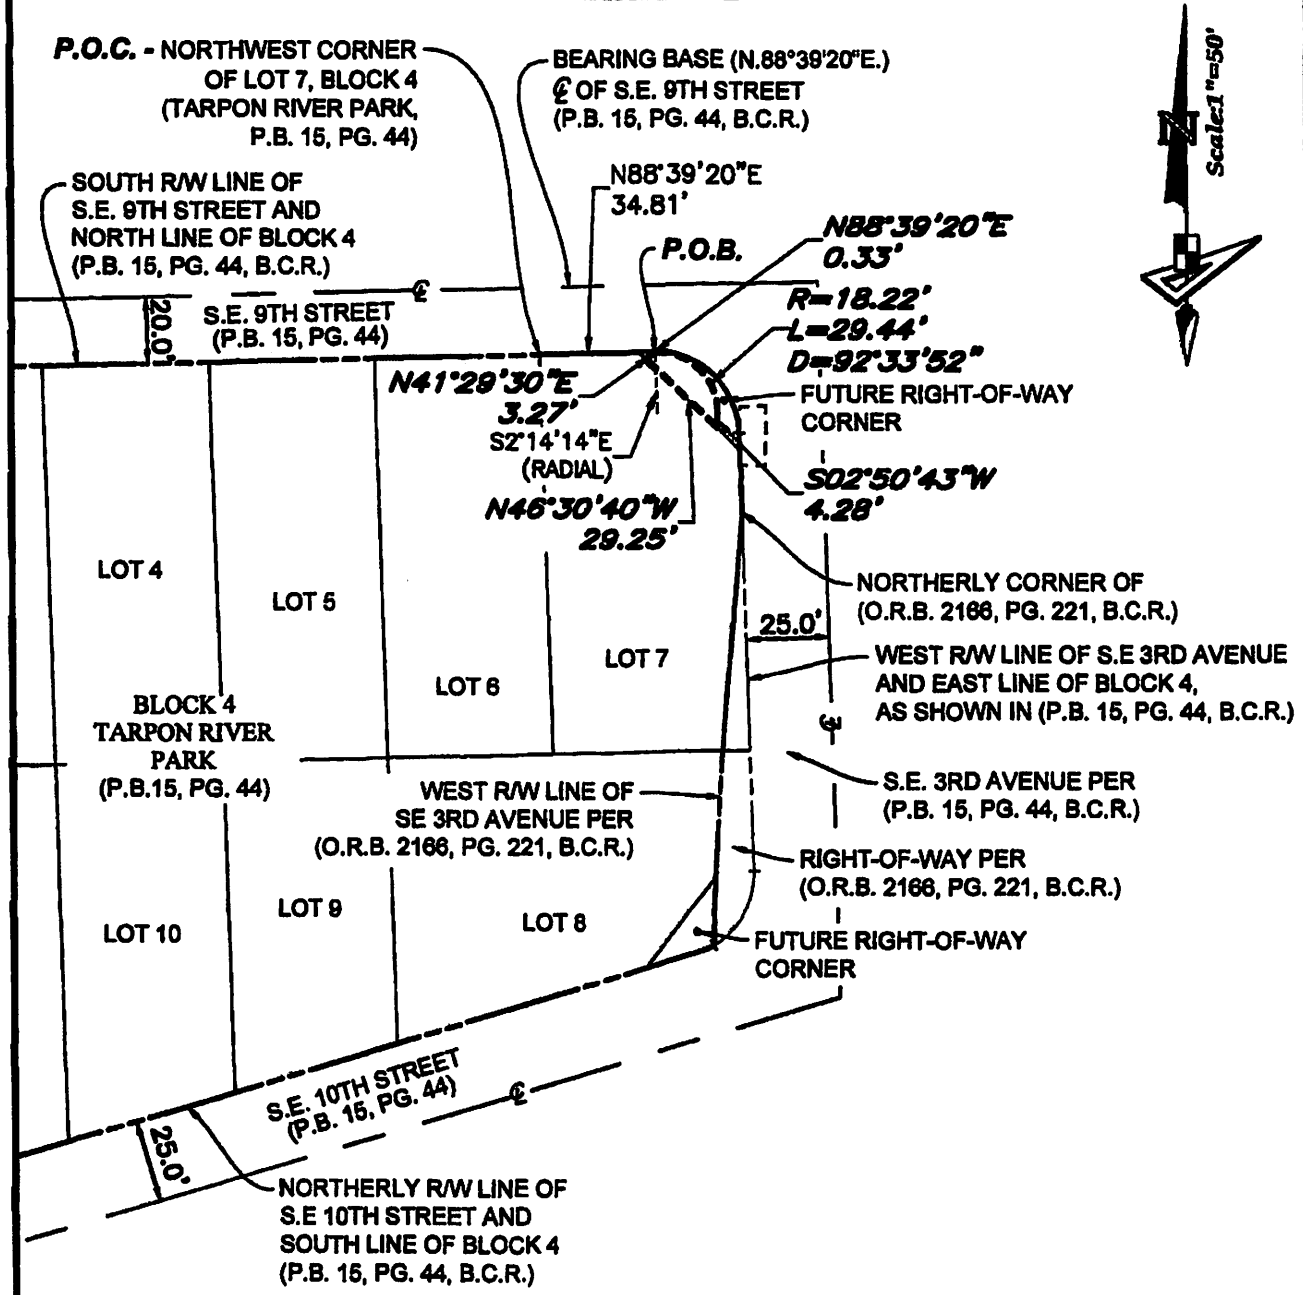 P.O.C. - NORTHWEST CORNER
OF LOT 7, BLOCK 4
(TARPON RIVER PARK,
P.B. 15, PG. 44)
BEARING BASE (N.88°39'20"E.)
℄ OF S.E. 9TH STREET
(P.B. 15, PG. 44, B.C.R.)
N
Scale:1"=50'
SOUTH R/W LINE OF
S.E. 9TH STREET AND
NORTH LINE OF BLOCK 4
(P.B. 15, PG. 44, B.C.R.)
N88°39'20"E
34.81'
P.O.B.
N88°39'20"E
0.33'
R=18.22'
L=29.44'
D=92°33'52"
20.0'
S.E. 9TH STREET
(P.B. 15, PG. 44)
℄
N41°29'30"E
3.27'
S2°14'14"E
(RADIAL)
N46°30'40"W
29.25'
FUTURE RIGHT-OF-WAY
CORNER
S02°50'43"W
4.28'
LOT 4
LOT 5
LOT 6
LOT 7
NORTHERLY CORNER OF
(O.R.B. 2166, PG. 221, B.C.R.)
25.0'
WEST R/W LINE OF S.E 3RD AVENUE
AND EAST LINE OF BLOCK 4,
AS SHOWN IN (P.B. 15, PG. 44, B.C.R.)
℄
BLOCK 4
TARPON RIVER
PARK
(P.B.15, PG. 44)
WEST R/W LINE OF
SE 3RD AVENUE PER
(O.R.B. 2166, PG. 221, B.C.R.)
S.E. 3RD AVENUE PER
(P.B. 15, PG. 44, B.C.R.)
RIGHT-OF-WAY PER
(O.R.B. 2166, PG. 221, B.C.R.)
LOT 10
LOT 9
LOT 8
FUTURE RIGHT-OF-WAY
CORNER
S.E. 10TH STREET
(P.B. 15, PG. 44)
℄
25.0'
NORTHERLY R/W LINE OF
S.E 10TH STREET AND
SOUTH LINE OF BLOCK 4
(P.B. 15, PG. 44, B.C.R.)